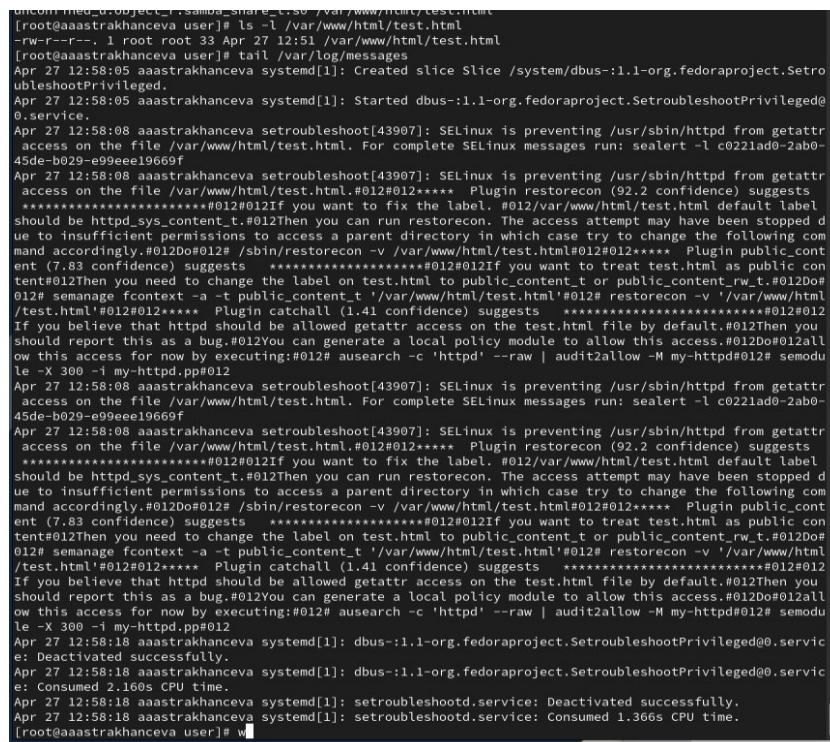 unconfined_u:object_r:samba_share_t:s0 /var/www/html/test.html
[root@aaastrakhanceva user]# ls -l /var/www/html/test.html
-rw-r--r--. 1 root root 33 Apr 27 12:51 /var/www/html/test.html
[root@aaastrakhanceva user]# tail /var/log/messages
Apr 27 12:58:05 aaastrakhanceva systemd[1]: Created slice Slice /system/dbus-:1.1-org.fedoraproject.Setro
ubleshootPrivileged.
Apr 27 12:58:05 aaastrakhanceva systemd[1]: Started dbus-:1.1-org.fedoraproject.SetroubleshootPrivileged@
0.service.
Apr 27 12:58:08 aaastrakhanceva setroubleshoot[43907]: SELinux is preventing /usr/sbin/httpd from getattr
 access on the file /var/www/html/test.html. For complete SELinux messages run: sealert -l c0221ad0-2ab0-
45de-b029-e99eee19669f
Apr 27 12:58:08 aaastrakhanceva setroubleshoot[43907]: SELinux is preventing /usr/sbin/httpd from getattr
 access on the file /var/www/html/test.html.#012#012*****  Plugin restorecon (92.2 confidence) suggests
 ************************#012#012If you want to fix the label. #012/var/www/html/test.html default label
should be httpd_sys_content_t.#012Then you can run restorecon. The access attempt may have been stopped d
ue to insufficient permissions to access a parent directory in which case try to change the following com
mand accordingly.#012Do#012# /sbin/restorecon -v /var/www/html/test.html#012#012*****  Plugin public_cont
ent (7.83 confidence) suggests   ********************#012#012If you want to treat test.html as public con
tent#012Then you need to change the label on test.html to public_content_t or public_content_rw_t.#012Do#
012# semanage fcontext -a -t public_content_t '/var/www/html/test.html'#012# restorecon -v '/var/www/html
/test.html'#012#012*****  Plugin catchall (1.41 confidence) suggests   **************************#012#012
If you believe that httpd should be allowed getattr access on the test.html file by default.#012Then you
should report this as a bug.#012You can generate a local policy module to allow this access.#012Do#012all
ow this access for now by executing:#012# ausearch -c 'httpd' --raw | audit2allow -M my-httpd#012# semodu
le -X 300 -i my-httpd.pp#012
Apr 27 12:58:08 aaastrakhanceva setroubleshoot[43907]: SELinux is preventing /usr/sbin/httpd from getattr
 access on the file /var/www/html/test.html. For complete SELinux messages run: sealert -l c0221ad0-2ab0-
45de-b029-e99eee19669f
Apr 27 12:58:08 aaastrakhanceva setroubleshoot[43907]: SELinux is preventing /usr/sbin/httpd from getattr
 access on the file /var/www/html/test.html.#012#012*****  Plugin restorecon (92.2 confidence) suggests
 ************************#012#012If you want to fix the label. #012/var/www/html/test.html default label
should be httpd_sys_content_t.#012Then you can run restorecon. The access attempt may have been stopped d
ue to insufficient permissions to access a parent directory in which case try to change the following com
mand accordingly.#012Do#012# /sbin/restorecon -v /var/www/html/test.html#012#012*****  Plugin public_cont
ent (7.83 confidence) suggests   ********************#012#012If you want to treat test.html as public con
tent#012Then you need to change the label on test.html to public_content_t or public_content_rw_t.#012Do#
012# semanage fcontext -a -t public_content_t '/var/www/html/test.html'#012# restorecon -v '/var/www/html
/test.html'#012#012*****  Plugin catchall (1.41 confidence) suggests   **************************#012#012
If you believe that httpd should be allowed getattr access on the test.html file by default.#012Then you
should report this as a bug.#012You can generate a local policy module to allow this access.#012Do#012all
ow this access for now by executing:#012# ausearch -c 'httpd' --raw | audit2allow -M my-httpd#012# semodu
le -X 300 -i my-httpd.pp#012
Apr 27 12:58:18 aaastrakhanceva systemd[1]: dbus-:1.1-org.fedoraproject.SetroubleshootPrivileged@0.servic
e: Deactivated successfully.
Apr 27 12:58:18 aaastrakhanceva systemd[1]: dbus-:1.1-org.fedoraproject.SetroubleshootPrivileged@0.servic
e: Consumed 2.160s CPU time.
Apr 27 12:58:18 aaastrakhanceva systemd[1]: setroubleshootd.service: Deactivated successfully.
Apr 27 12:58:18 aaastrakhanceva systemd[1]: setroubleshootd.service: Consumed 1.366s CPU time.
[root@aaastrakhanceva user]# w